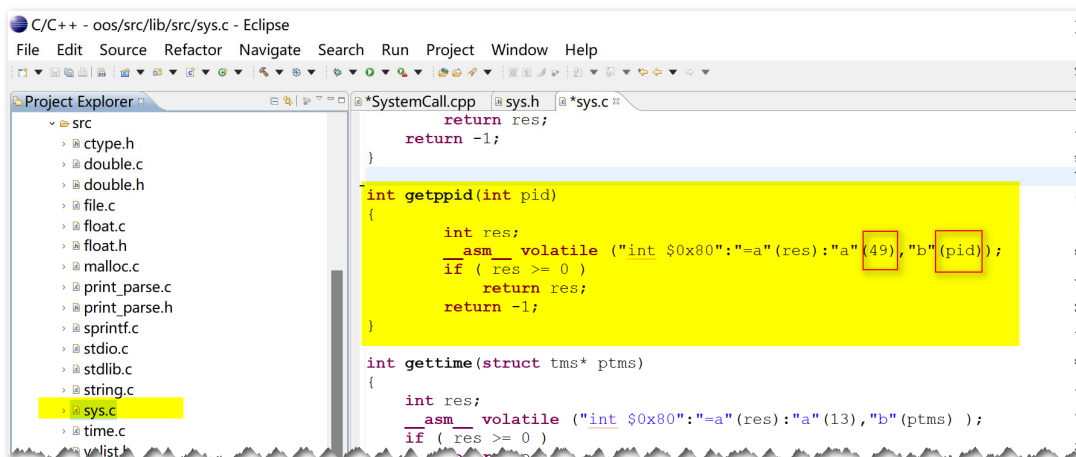 C/C++ - oos/src/lib/src/sys.c - Eclipse
File Edit Source Refactor Navigate Search Run Project Window Help
Project Explorer
*SystemCall.cpp sys.h *sys.c
src
ctype.h
double.c
double.h
file.c
float.c
float.h
malloc.c
print_parse.c
print_parse.h
sprintf.c
stdio.c
stdlib.c
string.c
sys.c
time.c
return res;
return -1;
}
int getppid(int pid)
{
int res;
__asm__ volatile ("int $0x80":"=a"(res):"a"(49),"b"(pid));
if ( res >= 0 )
return res;
return -1;
}
int gettime(struct tms* ptms)
{
int res;
__asm__ volatile ("int $0x80":"=a"(res):"a"(13),"b"(ptms) );
if ( res >= 0 )